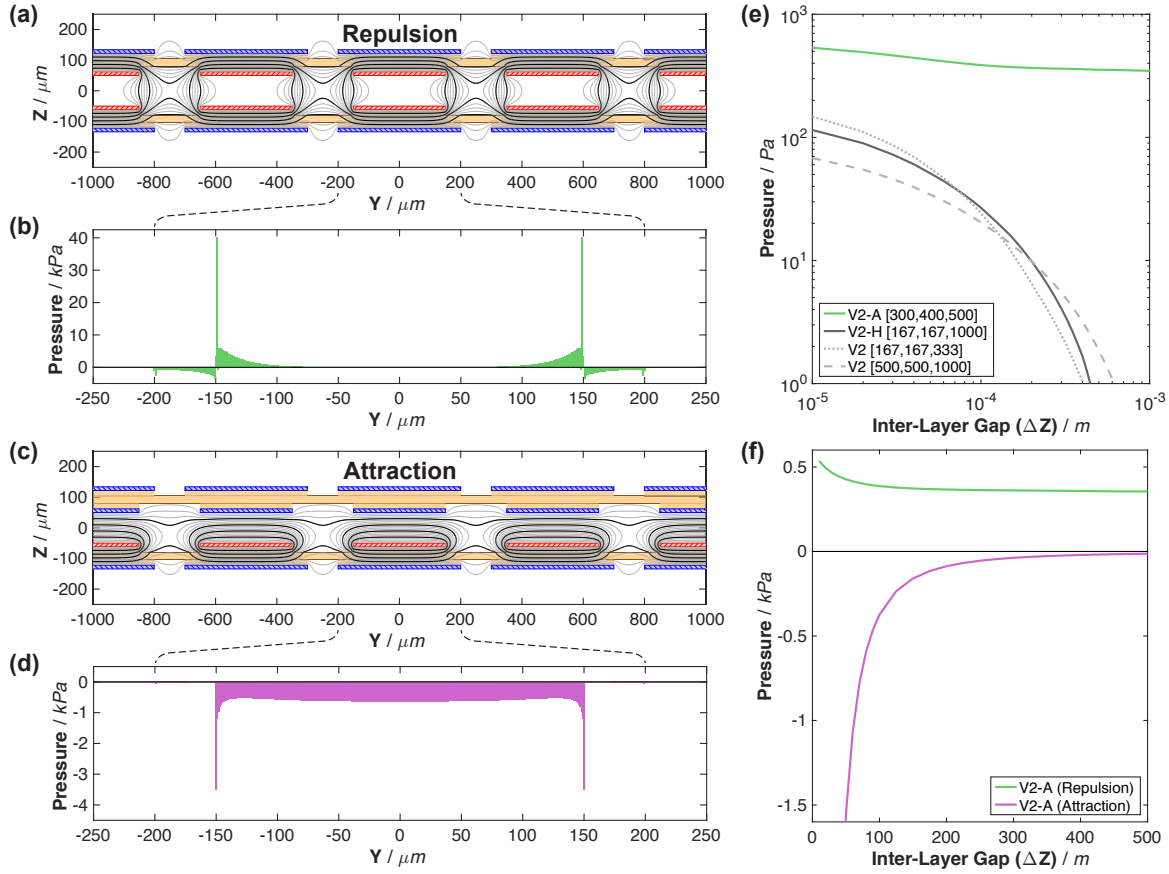 (a)
Repulsion
Z / μm
200
100
0
-100
-200
-1000 -800 -600 -400 -200 0 200 400 600 800 1000
Y / μm
(b)
Pressure / kPa
40
30
20
10
0
-250 -200 -150 -100 -50 0 50 100 150 200 250
Y / μm
(c)
Attraction
Z / μm
200
100
0
-100
-200
-1000 -800 -600 -400 -200 0 200 400 600 800 1000
Y / μm
(d)
Pressure / kPa
0
-1
-2
-3
-4
-250 -200 -150 -100 -50 0 50 100 150 200 250
Y / μm
(e)
Pressure / Pa
10³
10²
10¹
10⁰
V2-A [300,400,500]
V2-H [167,167,1000]
V2 [167,167,333]
V2 [500,500,1000]
10⁻⁵ 10⁻⁴ 10⁻³
Inter-Layer Gap (ΔZ) / m
(f)
Pressure / kPa
0.5
0
-0.5
-1
-1.5
V2-A (Repulsion)
V2-A (Attraction)
0 100 200 300 400 500
Inter-Layer Gap (ΔZ) / m